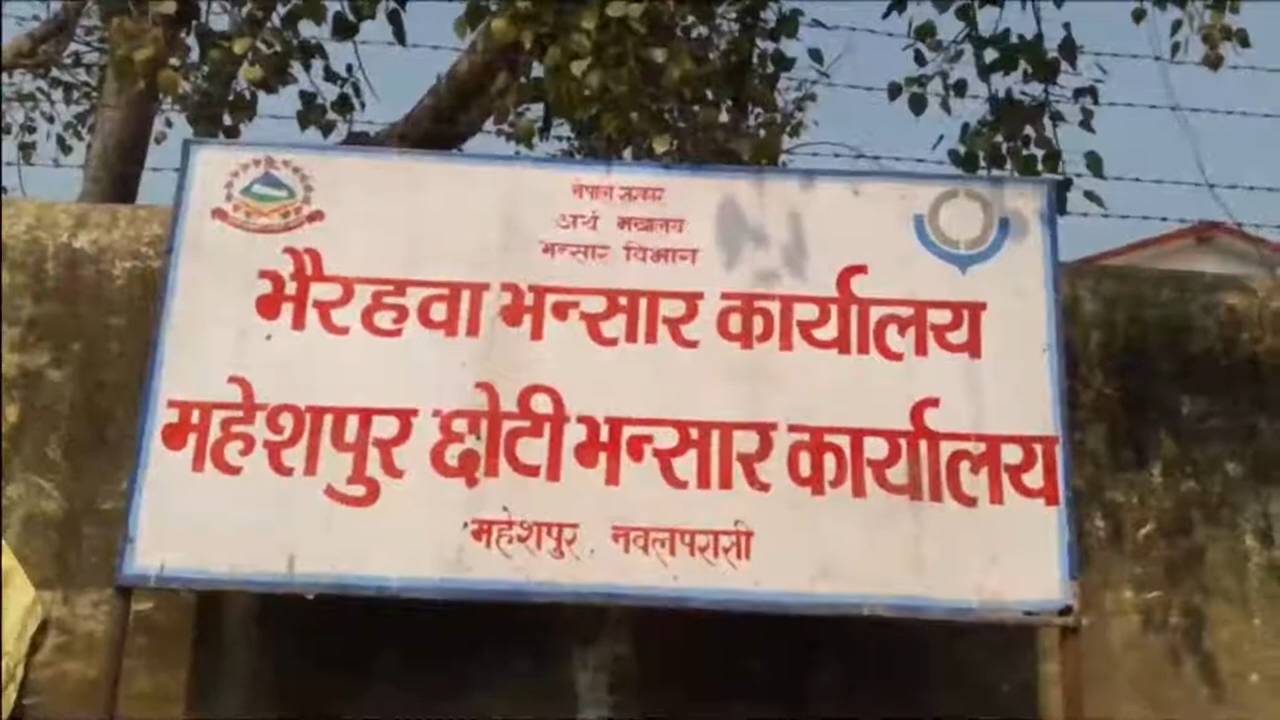 नेपाल सरकार
अर्थ मन्त्रालय
भन्सार विभाग
भैरहवा भन्सार कार्यालय
महेशपुर छोटी भन्सार कार्यालय
महेशपुर, नवलपरासी